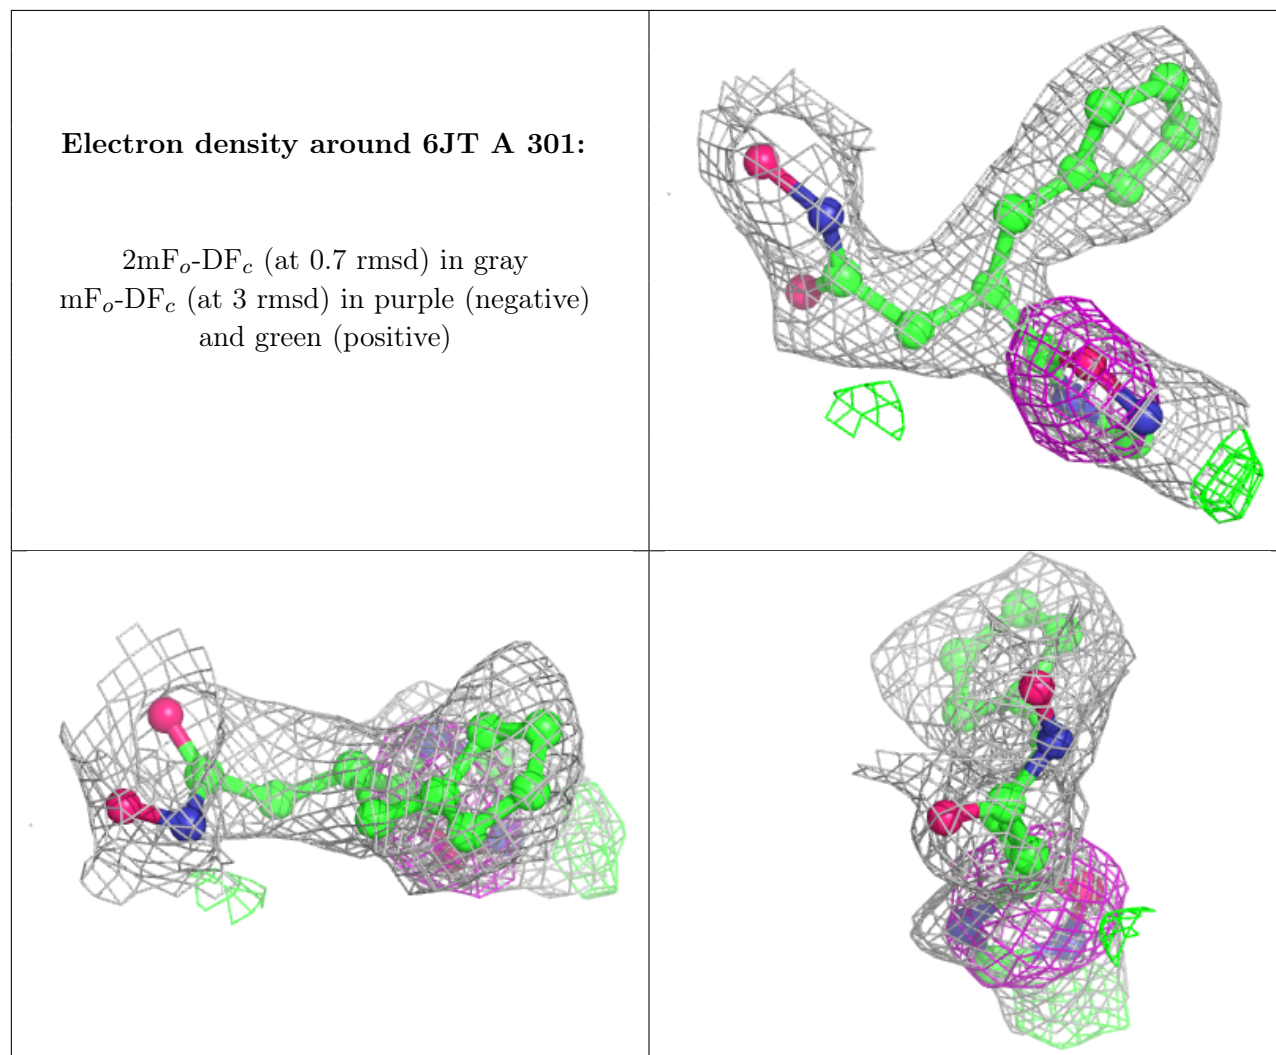 Electron density around 6JT A 301:
2mFo-DFc (at 0.7 rmsd) in gray
mFo-DFc (at 3 rmsd) in purple (negative)
and green (positive)